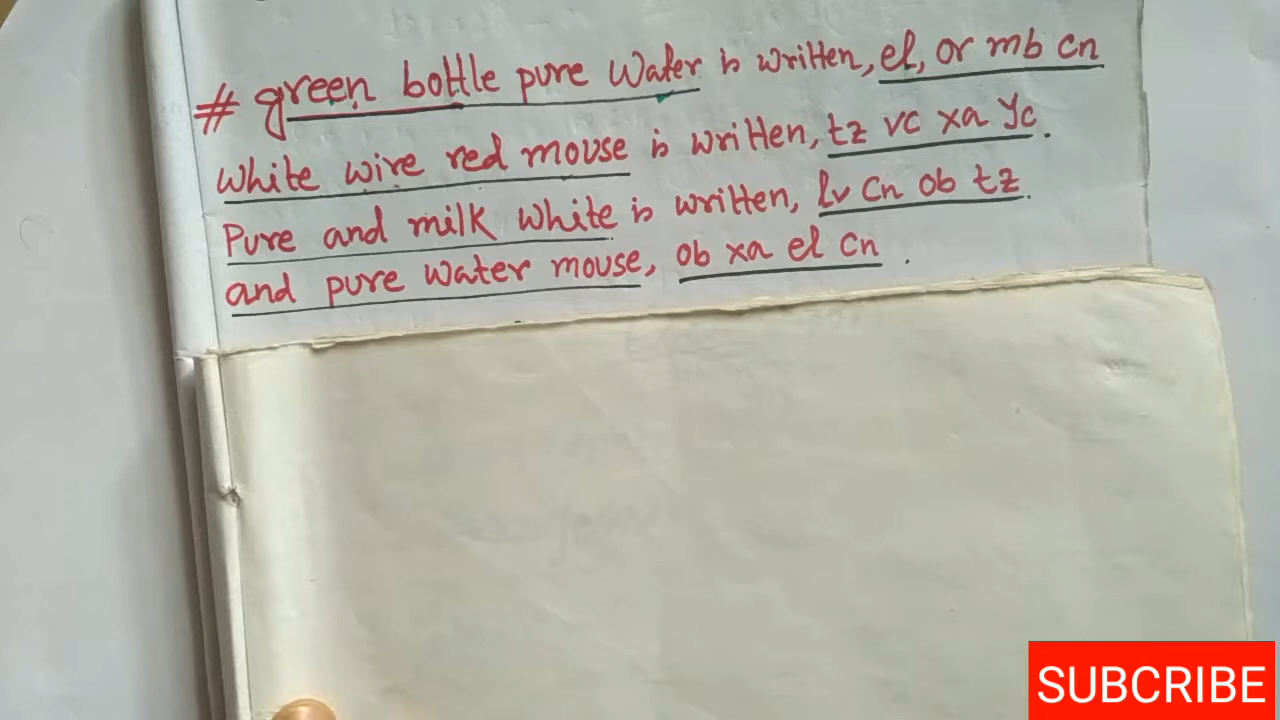 # green bottle pure Water is written, el, or mb cn
White wire red mouse is written, tz vc xa yc.
Pure and milk White is written, lv cn ob tz.
and pure water mouse, ob xa el cn.
SUBCRIBE